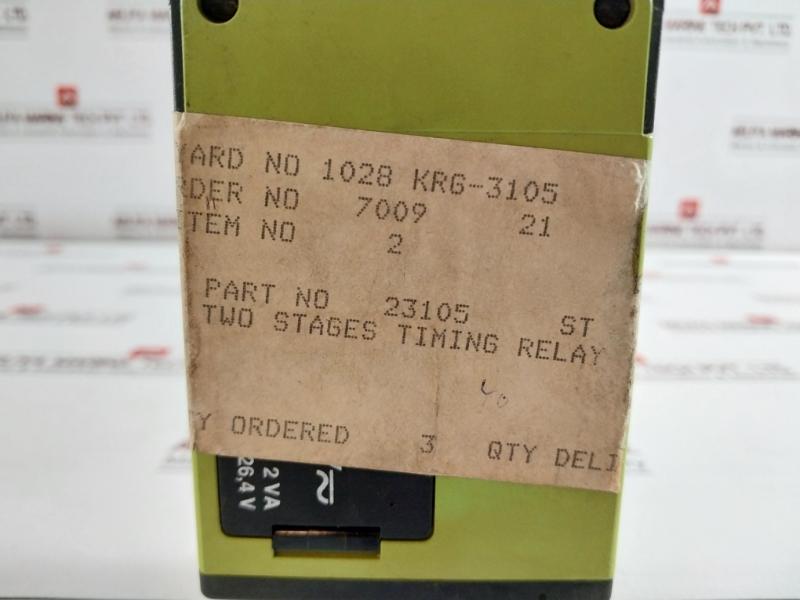 ARD NO 1028 KRG-3105
RDER NO 7009 21
TEM NO 2
PART NO 23105 ST
TWO STAGES TIMING RELAY
Y ORDERED 3 QTY DELI
2 VA
26,4 V